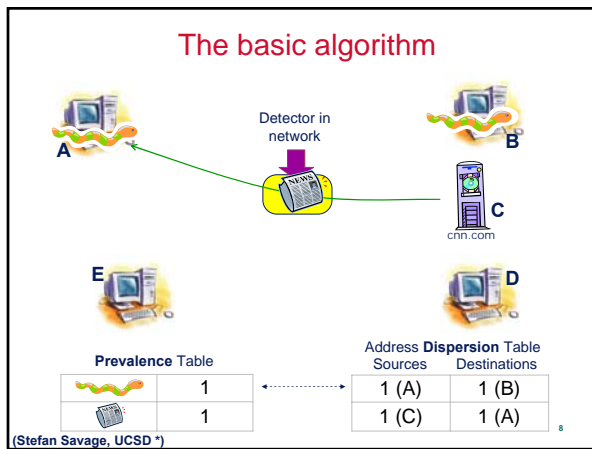 The basic algorithm
Detector in
network
A
B
NEWS
C
cnn.com
E
D
Prevalence Table
Address Dispersion Table
Sources Destinations
1 1 (A) 1 (B)
1 1 (C) 1 (A)
(Stefan Savage, UCSD *)
8